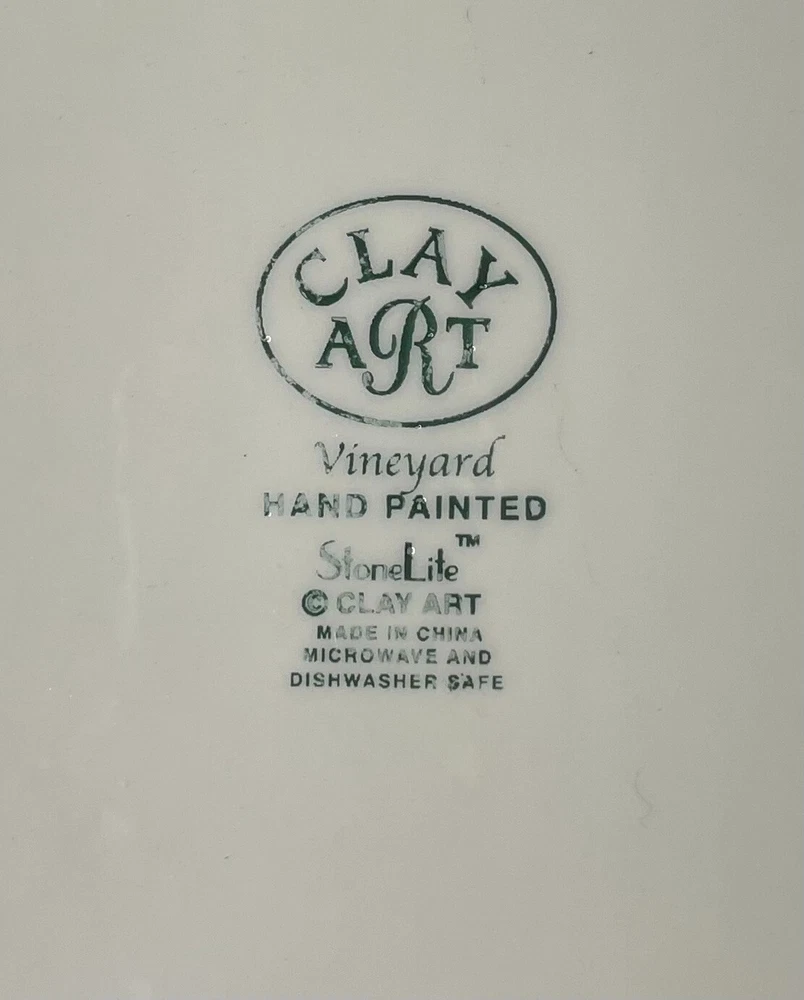 CLAY
ART
Vineyard
HAND PAINTED
StoneLite™
© CLAY ART
MADE IN CHINA
MICROWAVE AND
DISHWASHER SAFE